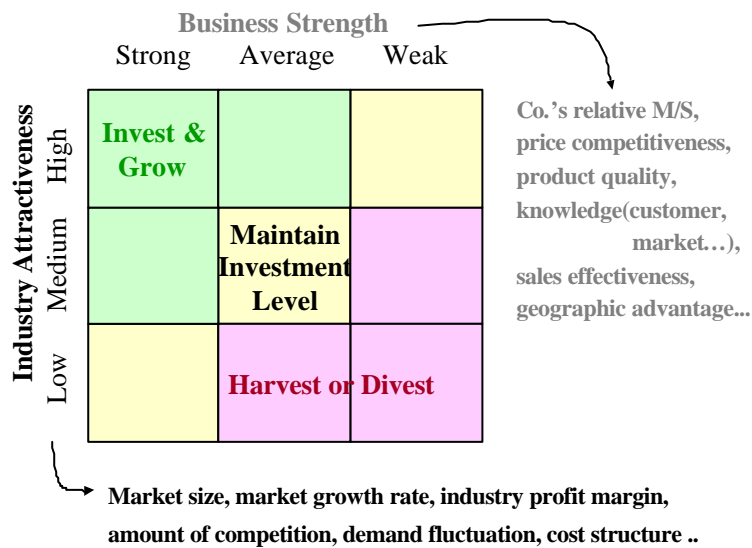 Business Strength
Strong Average Weak
Industry Attractiveness
High
Medium
Low
Invest &
Grow
Maintain
Investment
Level
Harvest or Divest
Co.'s relative M/S,
price competitiveness,
product quality,
knowledge(customer,
market…),
sales effectiveness,
geographic advantage...
Market size, market growth rate, industry profit margin,
amount of competition, demand fluctuation, cost structure ..